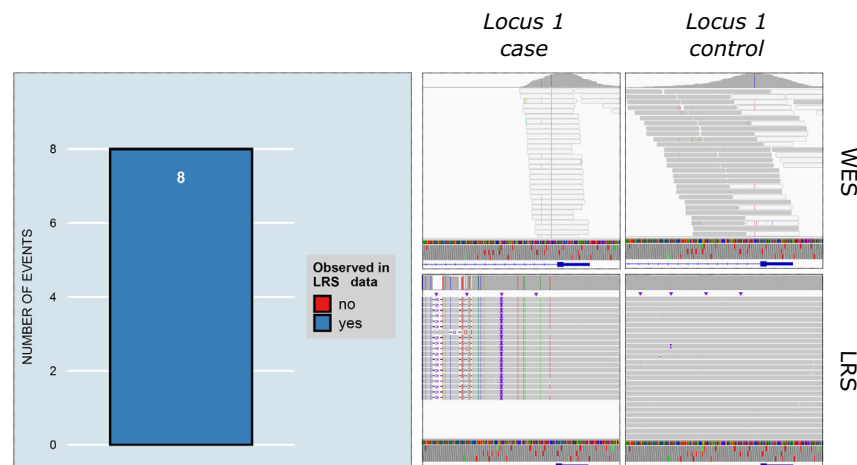 Locus 1
case
Locus 1
control
WES
LRS
NUMBER OF EVENTS
8
6
4
2
0
8
Observed in
LRS data
no
yes